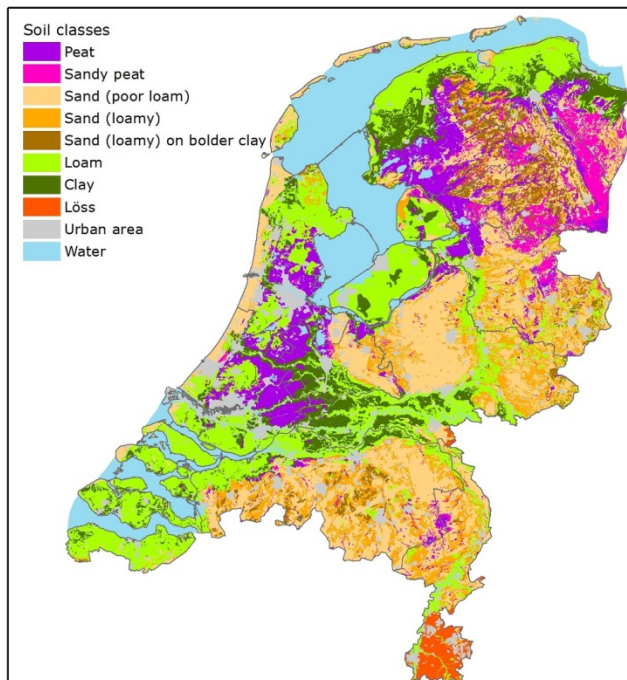 Soil classes
Peat
Sandy peat
Sand (poor loam)
Sand (loamy)
Sand (loamy) on bolder clay
Loam
Clay
Löss
Urban area
Water